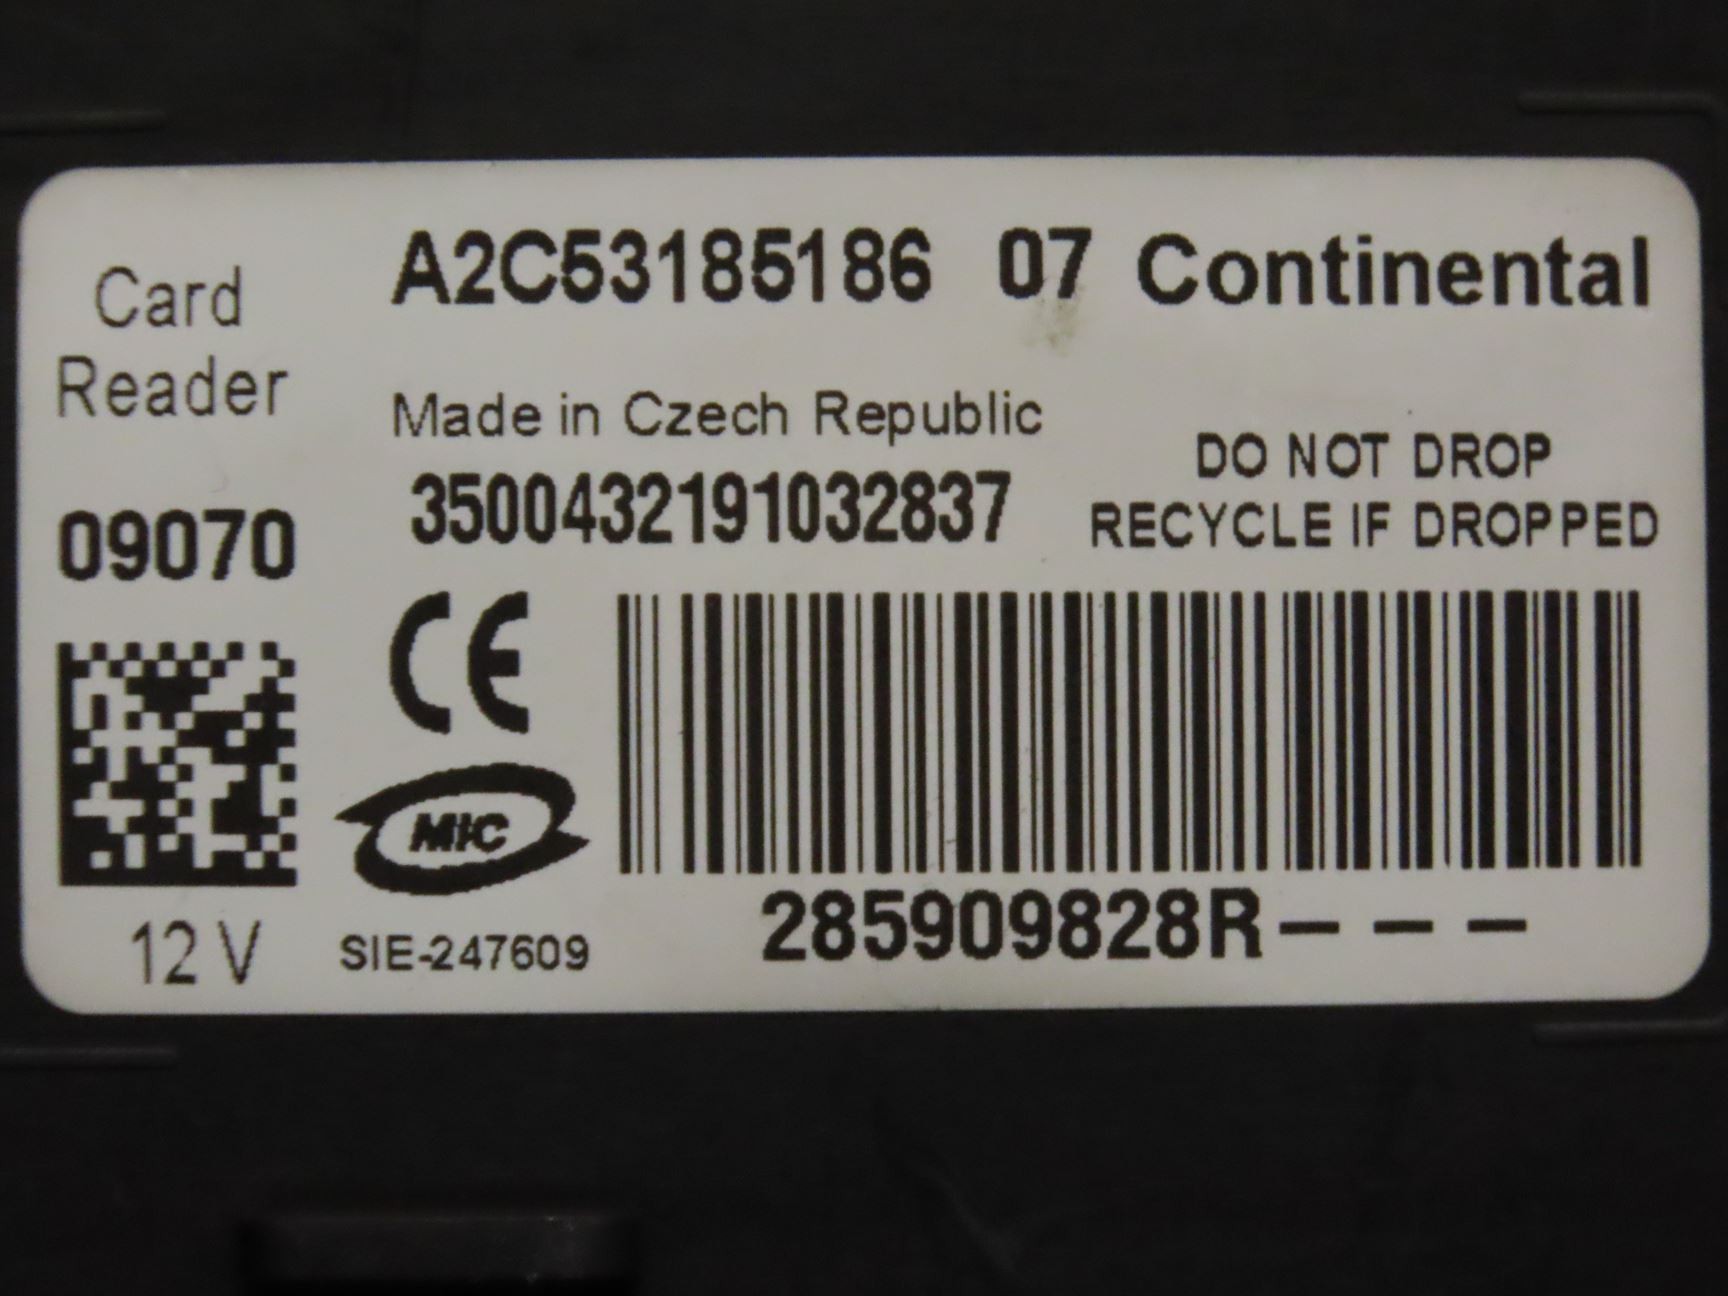 Card
Reader
A2C53185186 07 Continental
Made in Czech Republic
DO NOT DROP
RECYCLE IF DROPPED
09070
3500432191032837
CE
MIC
12 V
SIE-247609
285909828R---